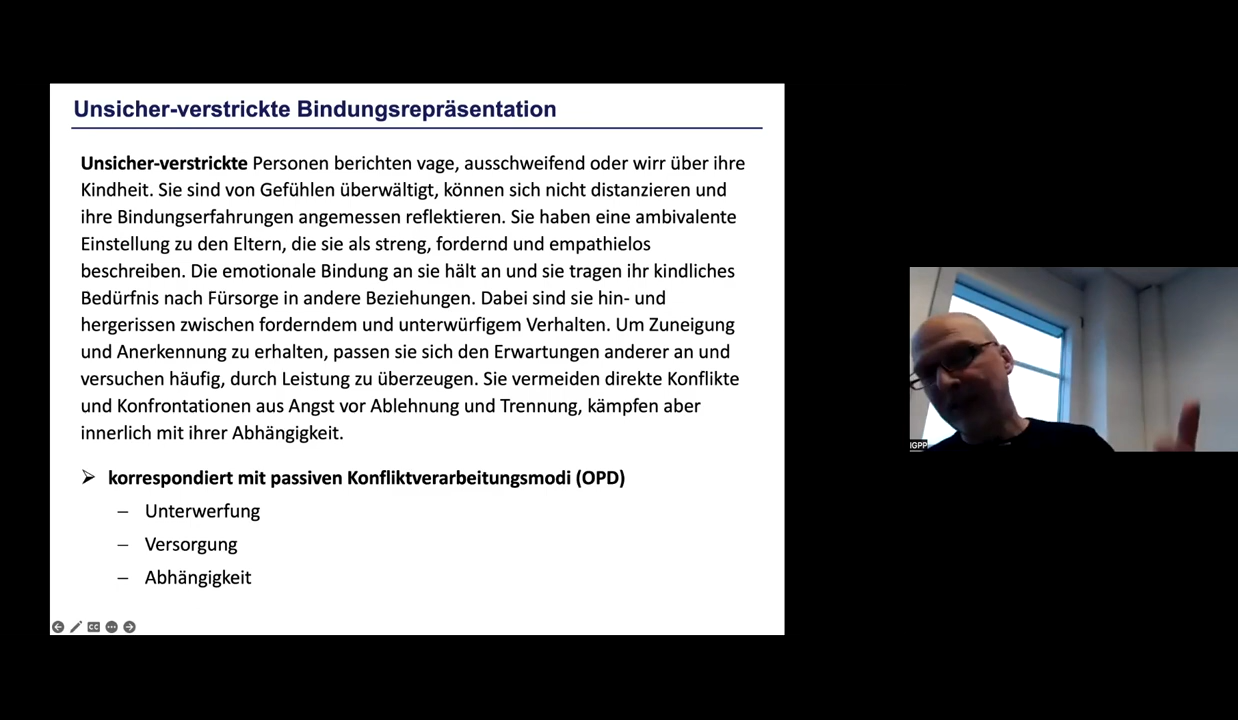 Unsicher-verstrickte Bindungsrepräsentation
Unsicher-verstrickte Personen berichten vage, ausschweifend oder wirr über ihre
Kindheit. Sie sind von Gefühlen überwältigt, können sich nicht distanzieren und
ihre Bindungserfahrungen angemessen reflektieren. Sie haben eine ambivalente
Einstellung zu den Eltern, die sie als streng, fordernd und empathielos
beschreiben. Die emotionale Bindung an sie hält an und sie tragen ihr kindliches
Bedürfnis nach Fürsorge in andere Beziehungen. Dabei sind sie hin- und
hergerissen zwischen forderndem und unterwürfigem Verhalten. Um Zuneigung
und Anerkennung zu erhalten, passen sie sich den Erwartungen anderer an und
versuchen häufig, durch Leistung zu überzeugen. Sie vermeiden direkte Konflikte
und Konfrontationen aus Angst vor Ablehnung und Trennung, kämpfen aber
innerlich mit ihrer Abhängigkeit.
➢ korrespondiert mit passiven Konfliktverarbeitungsmodi (OPD)
– Unterwerfung
– Versorgung
– Abhängigkeit
CC
IGPP